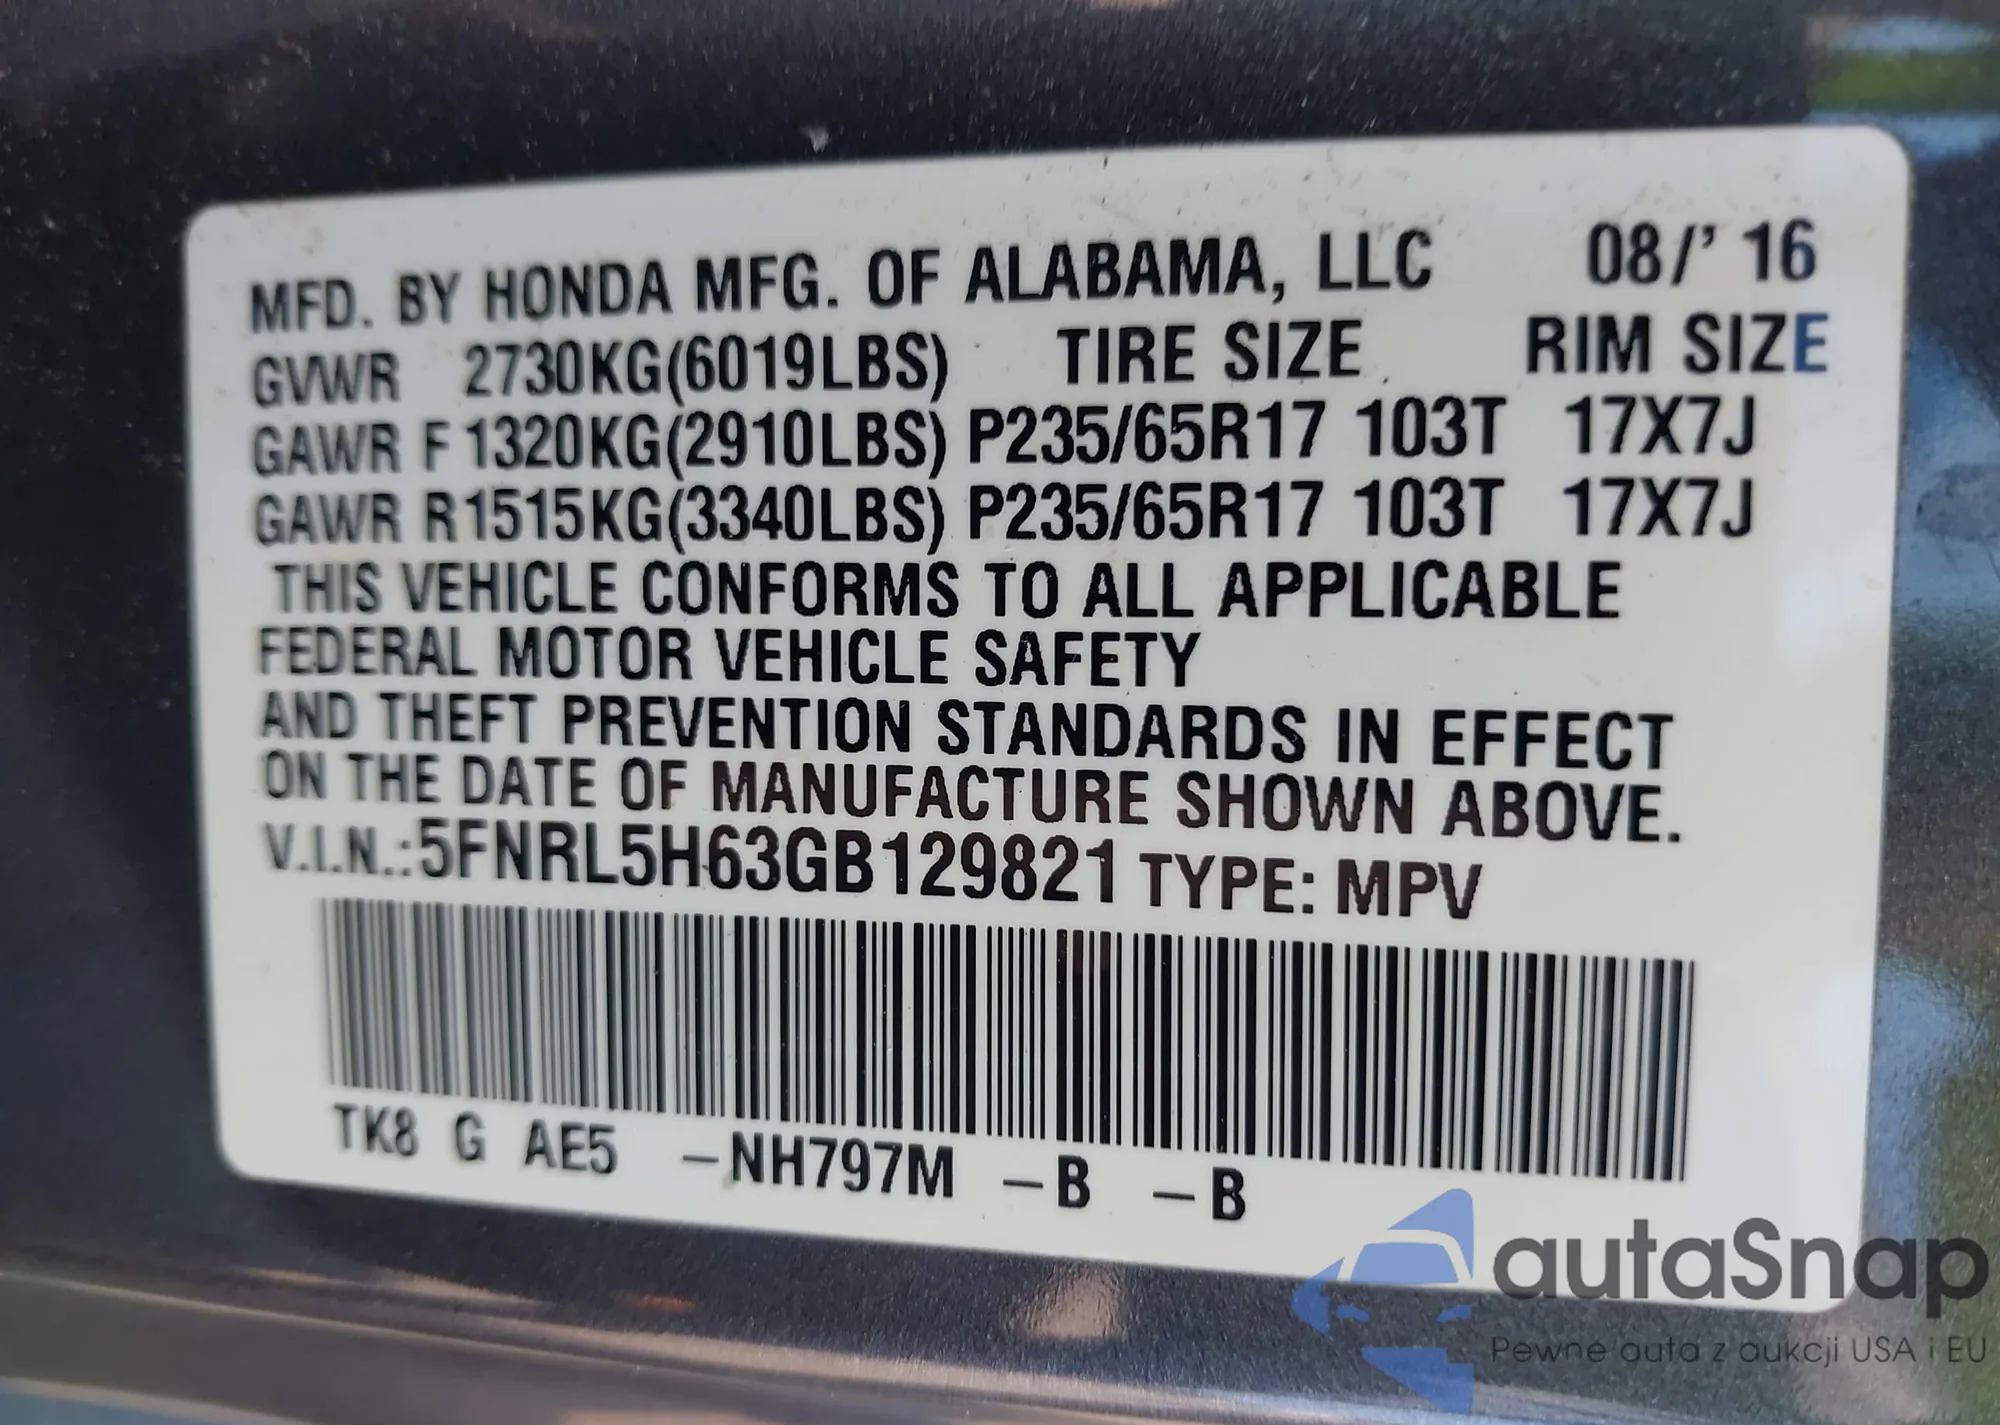 MFD. BY HONDA MFG. OF ALABAMA, LLC 08/' 16
GVWR 2730KG(6019LBS) TIRE SIZE RIM SIZE
GAWR F 1320KG(2910LBS) P235/65R17 103T 17X7J
GAWR R1515KG(3340LBS) P235/65R17 103T 17X7J
THIS VEHICLE CONFORMS TO ALL APPLICABLE
FEDERAL MOTOR VEHICLE SAFETY
AND THEFT PREVENTION STANDARDS IN EFFECT
ON THE DATE OF MANUFACTURE SHOWN ABOVE.
V.I.N.:5FNRL5H63GB129821 TYPE: MPV
TK8 G AE5 -NH797M -B -B
autaSnap
Pewne auta z aukcji USA i EU